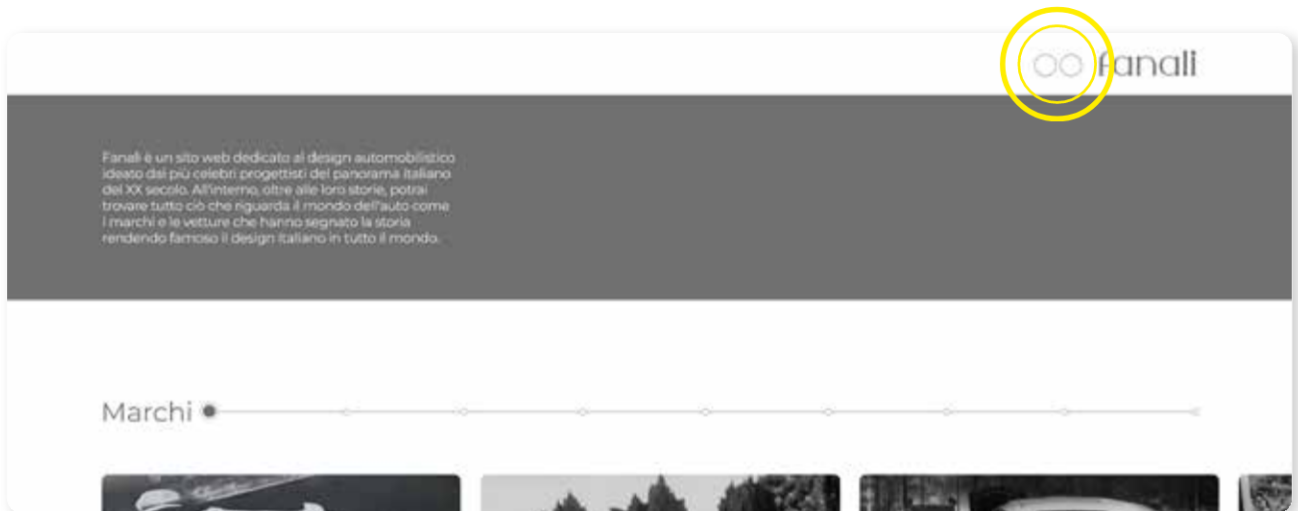 fanali
Fanali è un sito web dedicato al design automobilistico
ideato dai più celebri progettisti del panorama italiano
del XX secolo. All'interno, oltre alle loro storie, potrai
trovare tutto ciò che riguarda il mondo dell'auto come
i marchi e le vetture che hanno segnato la storia
rendendo famoso il design italiano in tutto il mondo.
Marchi